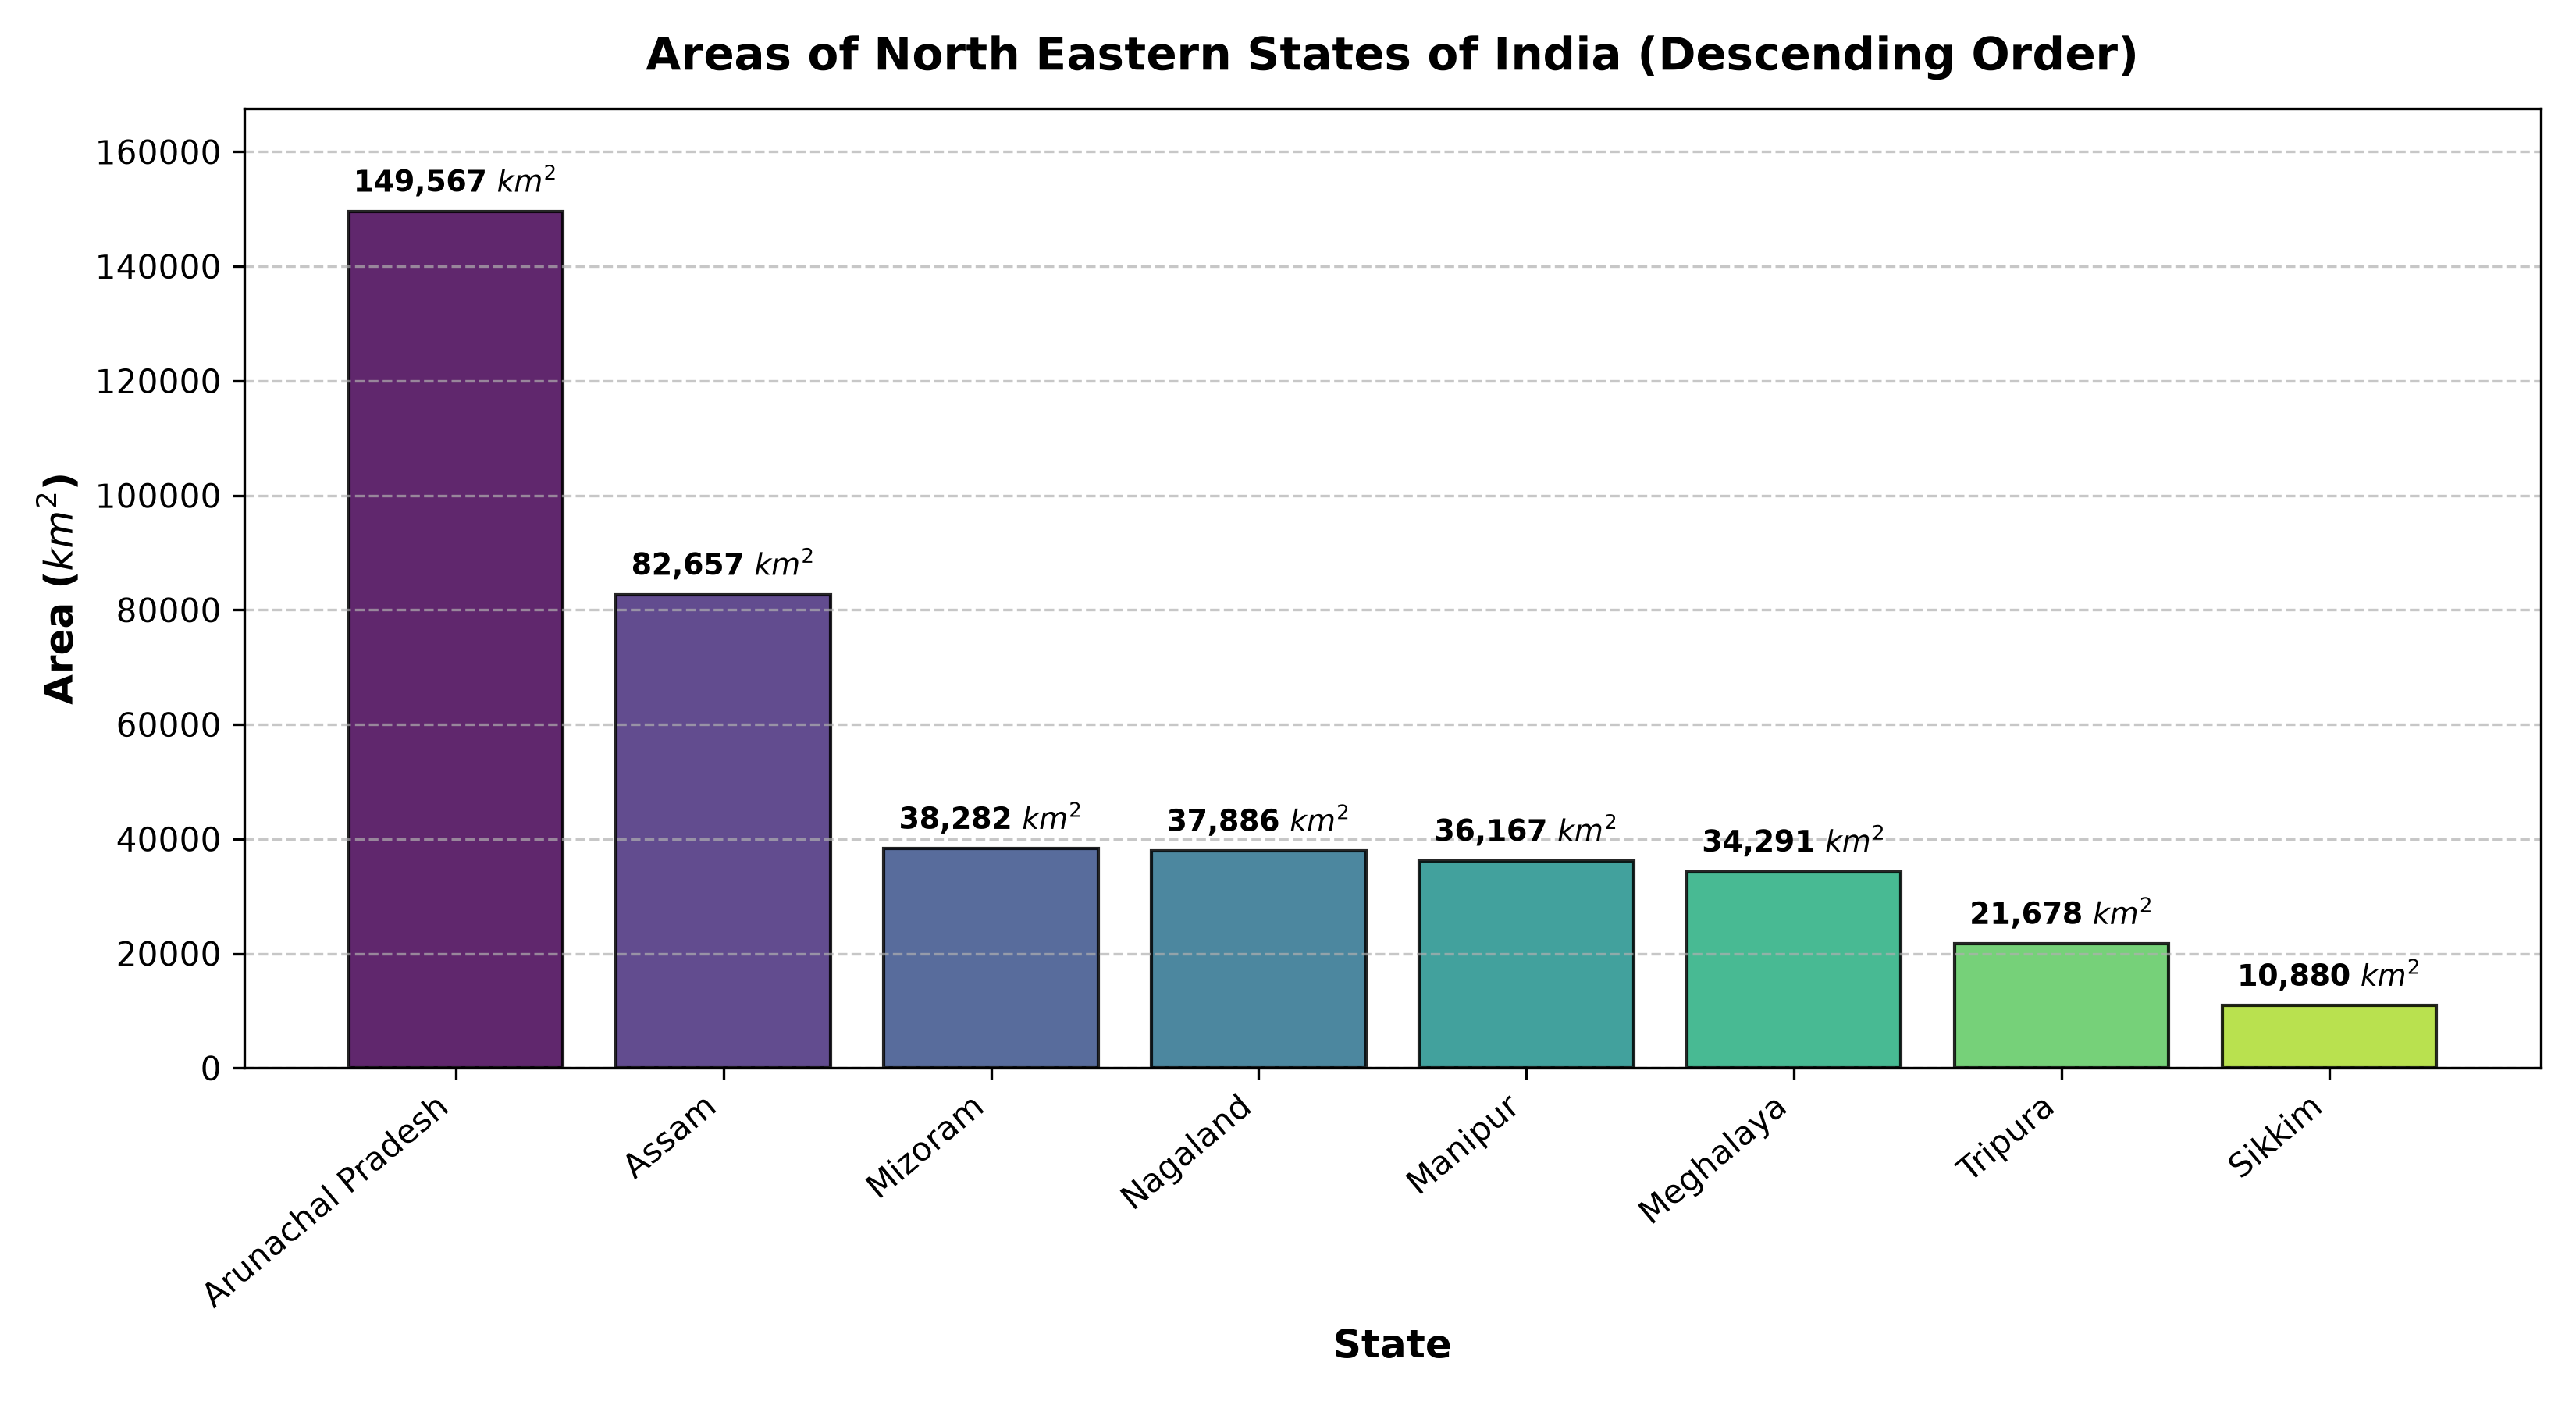 Areas of North Eastern States of India (Descending Order)
Area (km²)
160000
140000
120000
100000
80000
60000
40000
20000
0
149,567 km²
82,657 km²
38,282 km²
37,886 km²
36,167 km²
34,291 km²
21,678 km²
10,880 km²
Arunachal Pradesh
Assam
Mizoram
Nagaland
Manipur
Meghalaya
Tripura
Sikkim
State